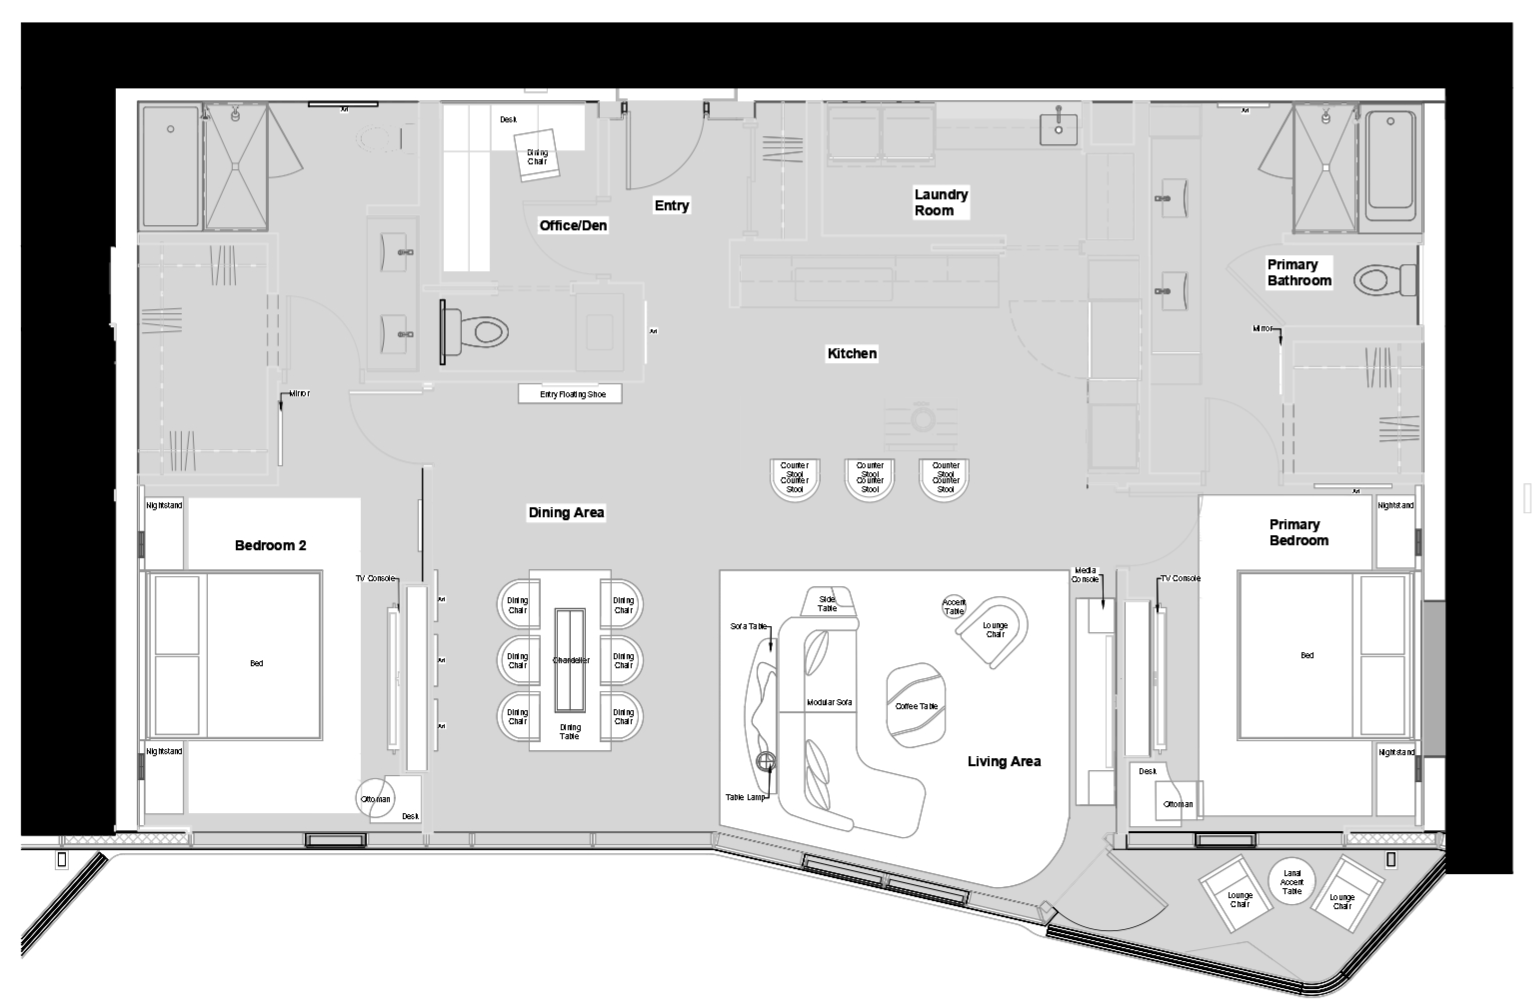 Art
Desk
Dining
Chair
Office/Den
Entry
Laundry
Room
Art
Primary
Bathroom
Mirror
Art
Kitchen
Entry Floating Shoe
Mirror
Counter
Stool
Counter
Stool
Counter
Stool
Counter
Stool
Counter
Stool
Counter
Stool
Art
Nightstand
Bedroom 2
Dining Area
Primary
Bedroom
Nightstand
TV Console
Media
Console
TV Console
Art
Dining
Chair
Dining
Chair
Side
Table
Accent
Table
Lounge
Chair
Sofa Table
Bed
Art
Dining
Chair
Chandelier
Dining
Chair
Bed
Modular Sofa
Coffee Table
Art
Dining
Chair
Dining
Table
Dining
Chair
Nightstand
Living Area
Nightstand
Desk
Table Lamp
Ottoman
Desk
Ottoman
Lounge
Chair
Lanai
Accent
Table
Lounge
Chair